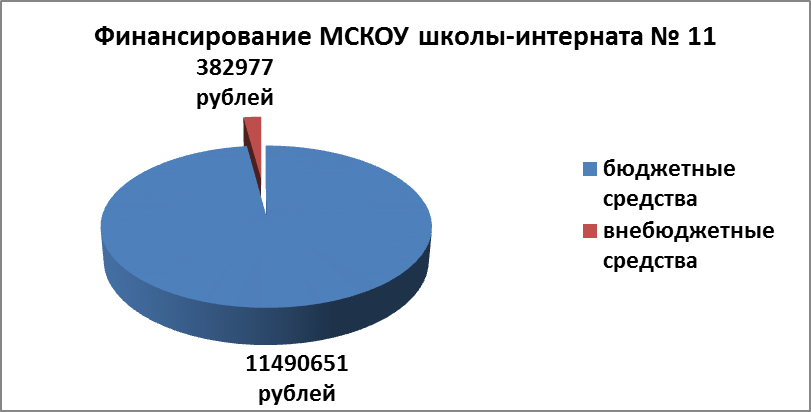 Финансирование МСКОУ школы-интерната № 11
382977
рублей
бюджетные
средства
внебюджетные
средства
11490651
рублей